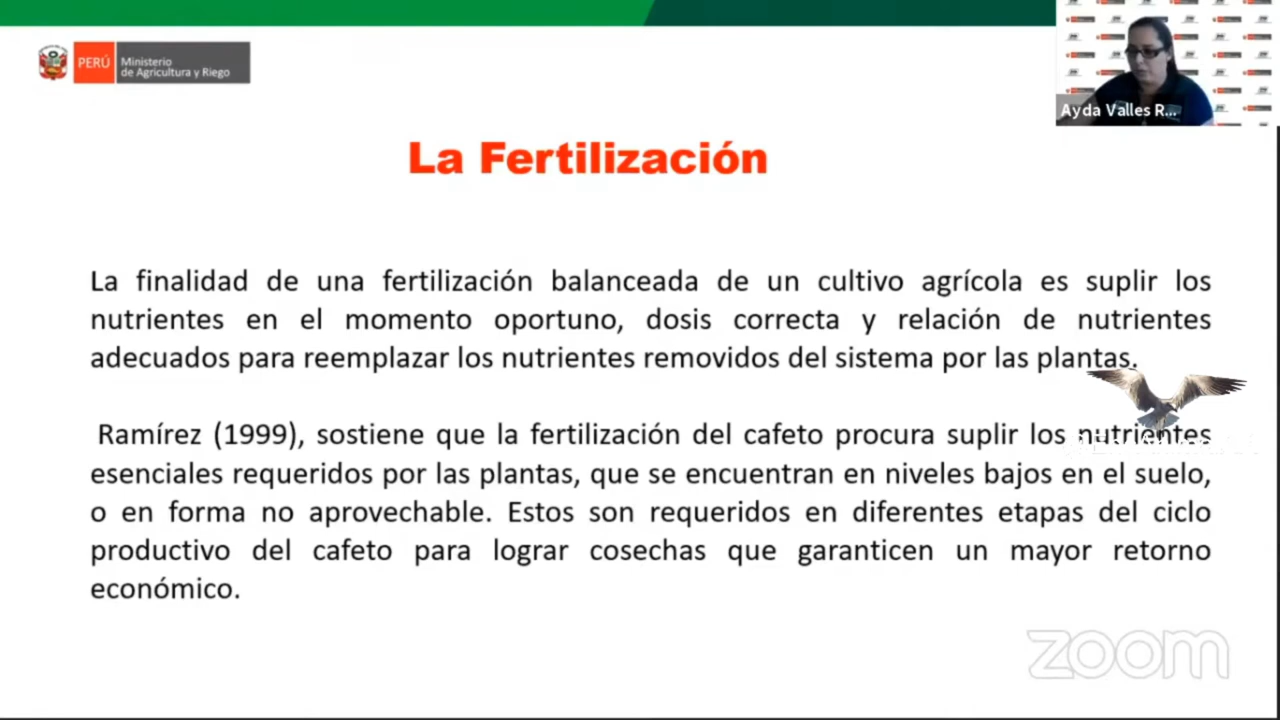 PERÚ
Ministerio
de Agricultura y Riego
Ayda Valles R...
La Fertilización
La finalidad de una fertilización balanceada de un cultivo agrícola es suplir los
nutrientes en el momento oportuno, dosis correcta y relación de nutrientes
adecuados para reemplazar los nutrientes removidos del sistema por las plantas.
Ramírez (1999), sostiene que la fertilización del cafeto procura suplir los nutrientes
esenciales requeridos por las plantas, que se encuentran en niveles bajos en el suelo,
o en forma no aprovechable. Estos son requeridos en diferentes etapas del ciclo
productivo del cafeto para lograr cosechas que garanticen un mayor retorno
económico.
zoom